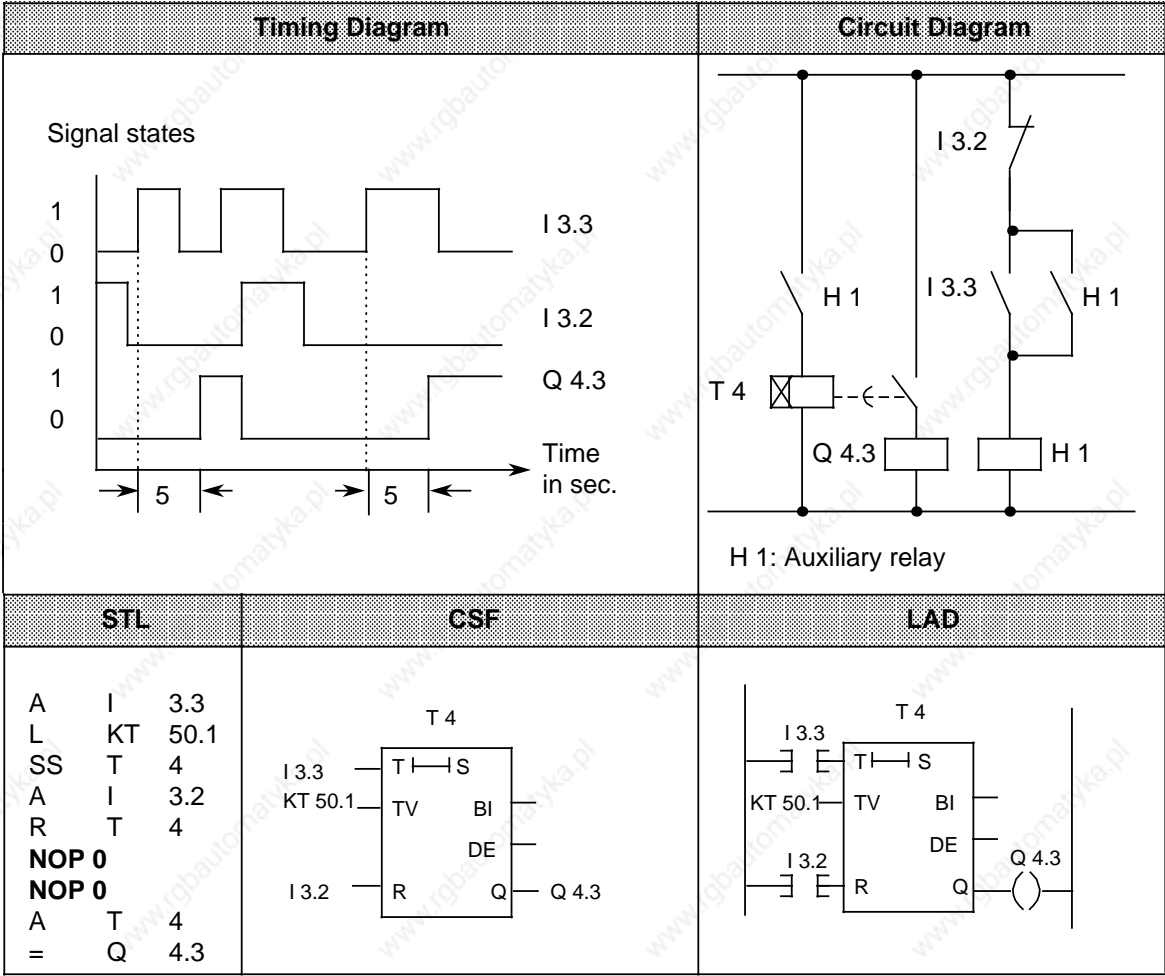 Timing Diagram
Circuit Diagram
Signal states
1
0
I 3.3
1
0
I 3.2
1
0
Q 4.3
Time
in sec.
5
5
I 3.2
H 1
I 3.3
H 1
T 4
Q 4.3
H 1
H 1: Auxiliary relay
STL
CSF
LAD
A I 3.3
L KT 50.1
SS T 4
A I 3.2
R T 4
NOP 0
NOP 0
A T 4
= Q 4.3
T 4
I 3.3
T S
KT 50.1
TV BI
DE
I 3.2
R Q
Q 4.3
T 4
I 3.3
T S
KT 50.1
TV BI
DE
I 3.2
Q 4.3
R Q
www.rgbautomatyka.pl